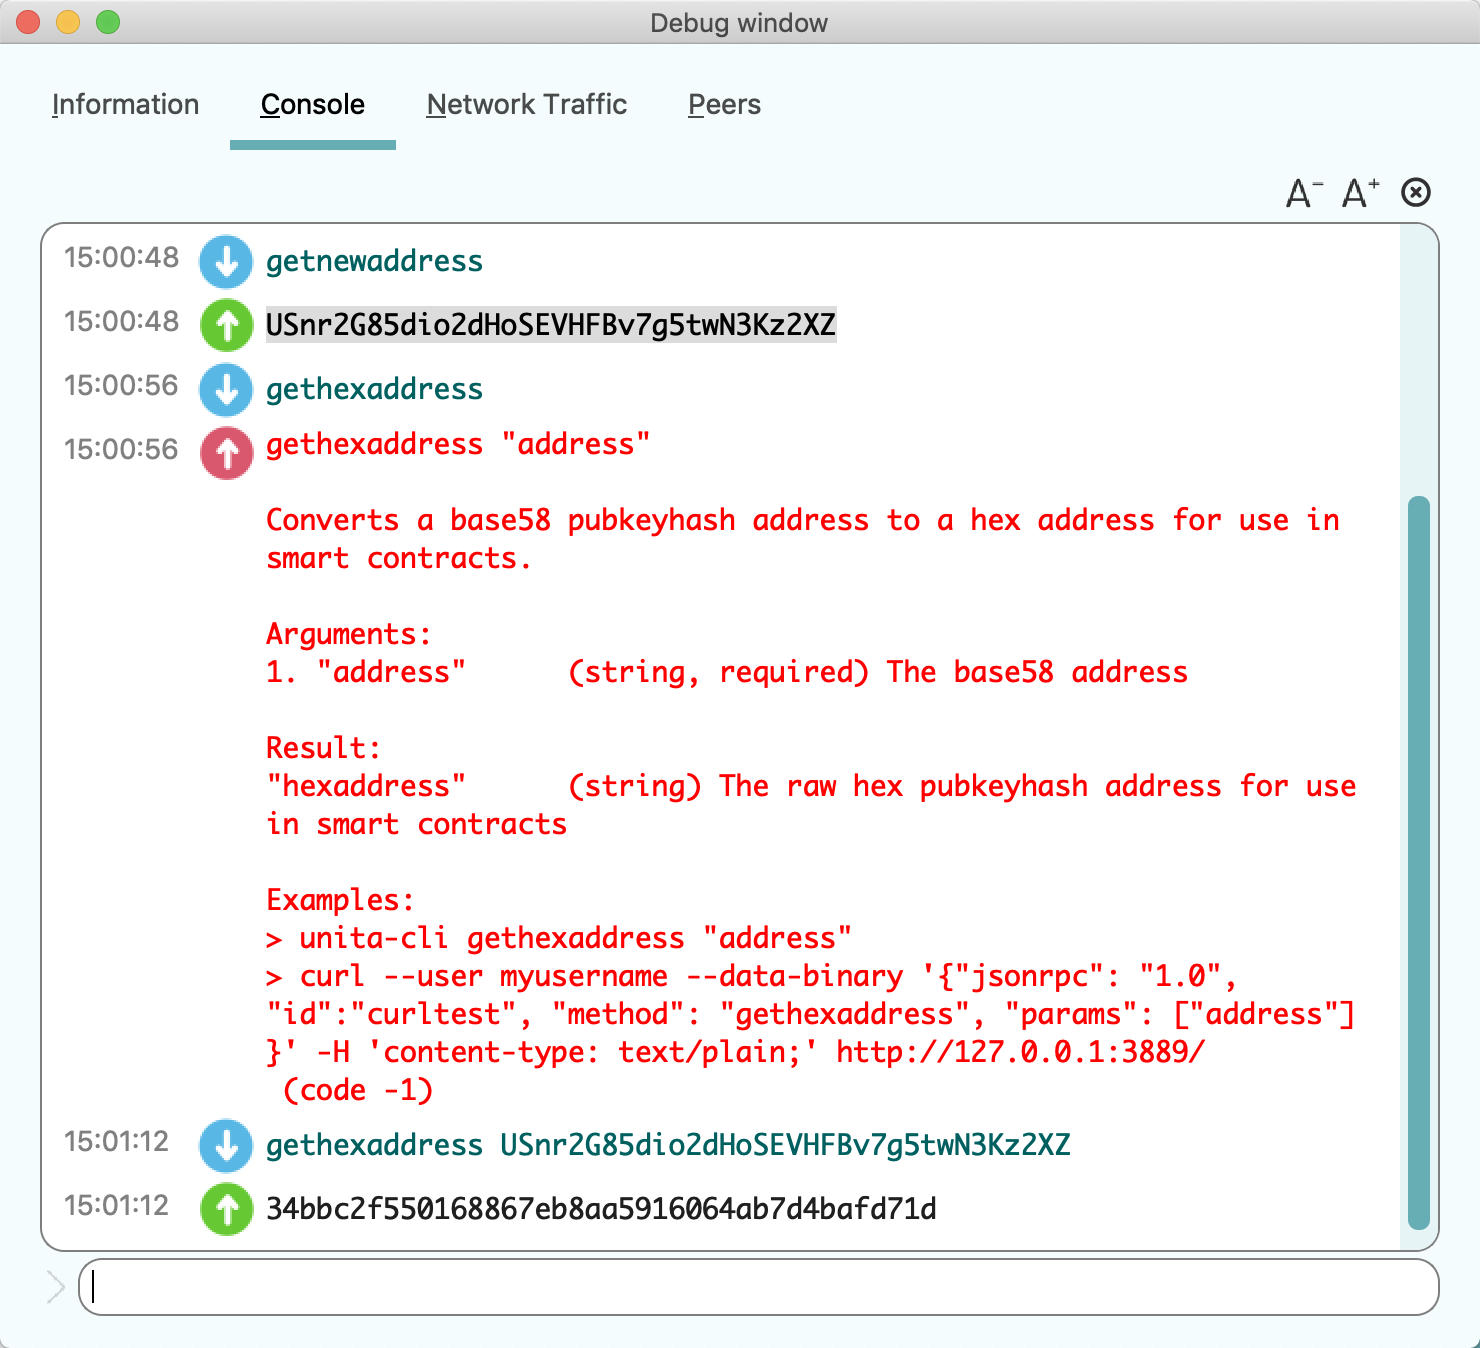 Debug window
Information Console Network Traffic Peers
A- A+
15:00:48 getnewaddress
15:00:48 USnr2G85dio2dHoSEVHFBv7g5twN3Kz2XZ
15:00:56 gethexaddress
15:00:56 gethexaddress "address"
Converts a base58 pubkeyhash address to a hex address for use in
smart contracts.
Arguments:
1. "address"      (string, required) The base58 address
Result:
"hexaddress"      (string) The raw hex pubkeyhash address for use
in smart contracts
Examples:
> unita-cli gethexaddress "address"
> curl --user myusername --data-binary '{"jsonrpc": "1.0",
"id":"curltest", "method": "gethexaddress", "params": ["address"]
}' -H 'content-type: text/plain;' http://127.0.0.1:3889/
(code -1)
15:01:12 gethexaddress USnr2G85dio2dHoSEVHFBv7g5twN3Kz2XZ
15:01:12 34bbc2f550168867eb8aa5916064ab7d4bafd71d